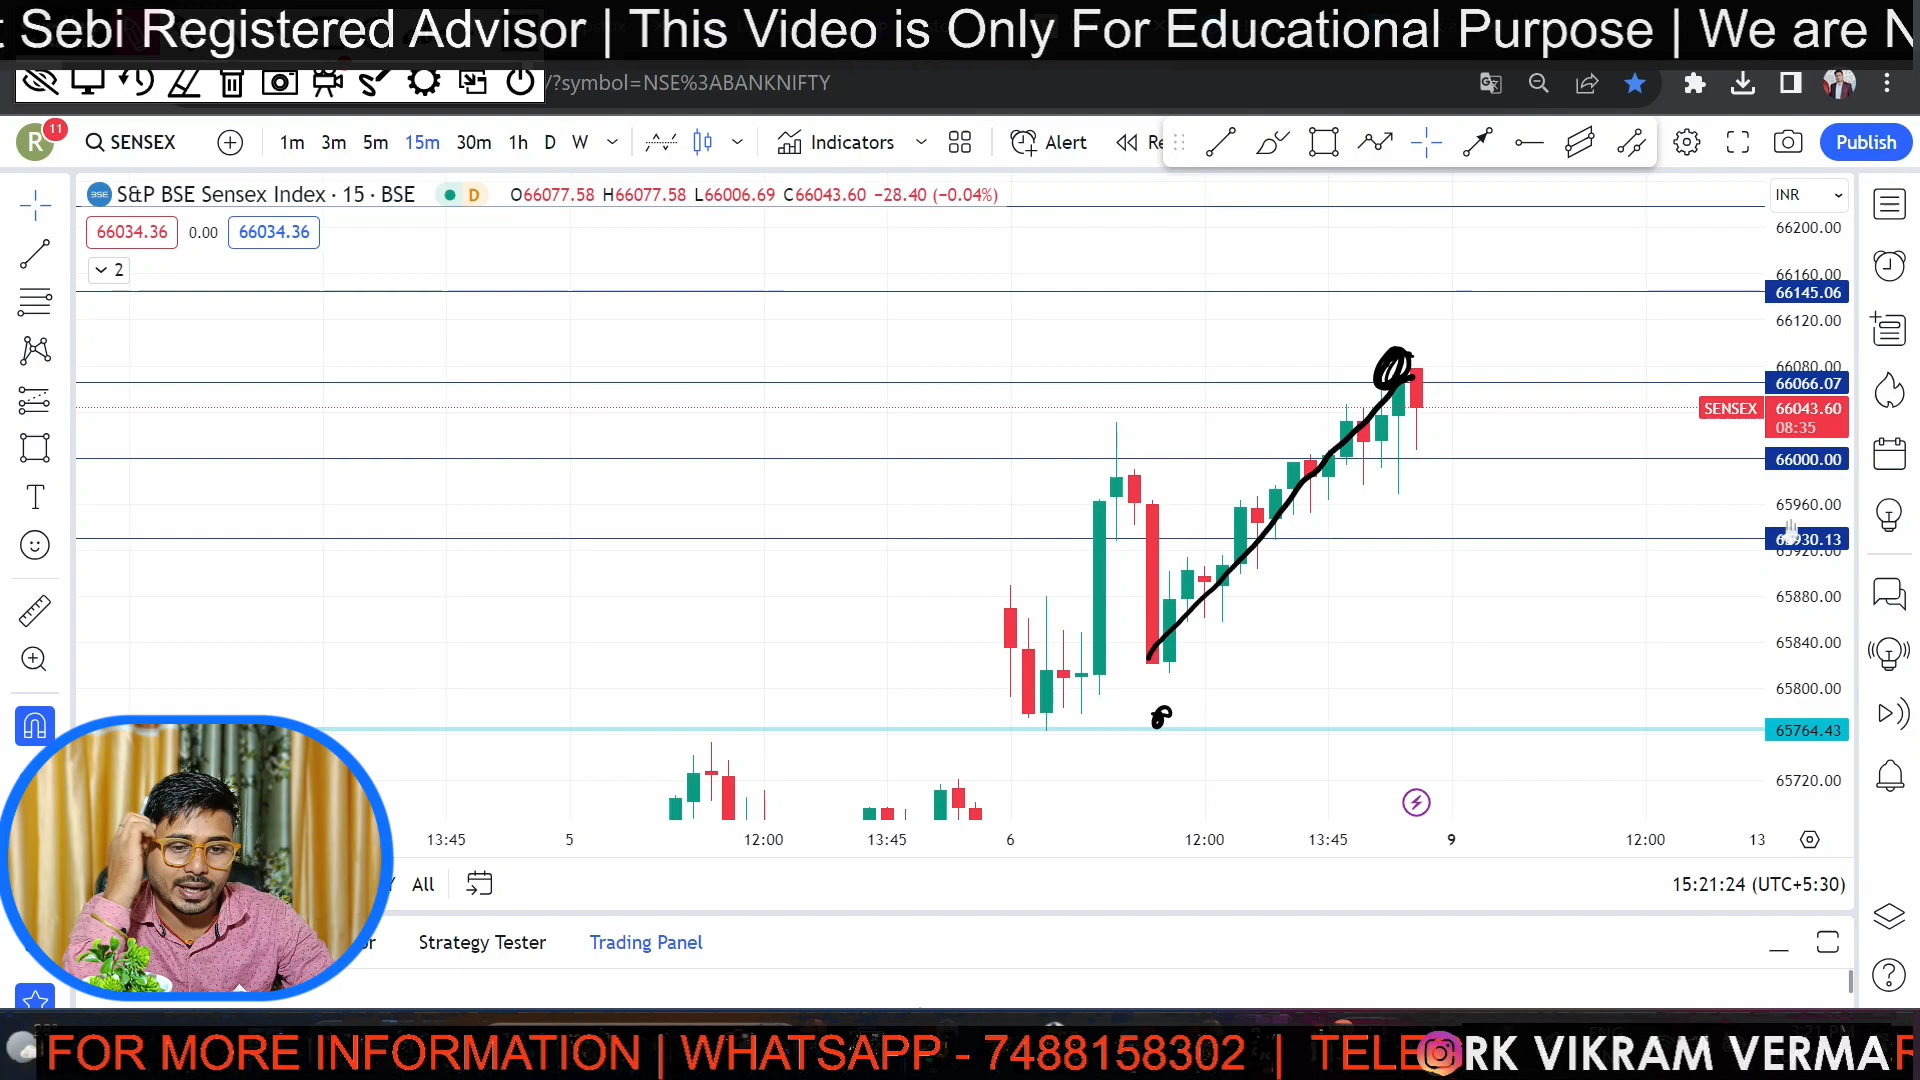 t Sebi Registered Advisor | This Video is Only For Educational Purpose | We are N
/?symbol=NSE%3ABANKNIFTY
R 11 SENSEX 1m 3m 5m 15m 30m 1h D W Indicators Alert Re Publish
S&P BSE Sensex Index · 15 · BSE D O66077.58 H66077.58 L66006.69 C66043.60 −28.40 (−0.04%) INR
66034.36 0.00 66034.36
2
66200.00
66160.00
66145.06
66120.00
66080.00
66066.07
SENSEX 66043.60
08:35
66000.00
65960.00
65930.13
65920.00
65880.00
65840.00
65800.00
65764.43
65720.00
13:45 5 12:00 13:45 6 12:00 13:45 9 12:00 13
All 15:21:24 (UTC+5:30)
or Strategy Tester Trading Panel
FOR MORE INFORMATION | WHATSAPP - 7488158302 | TELE RK VIKRAM VERMA